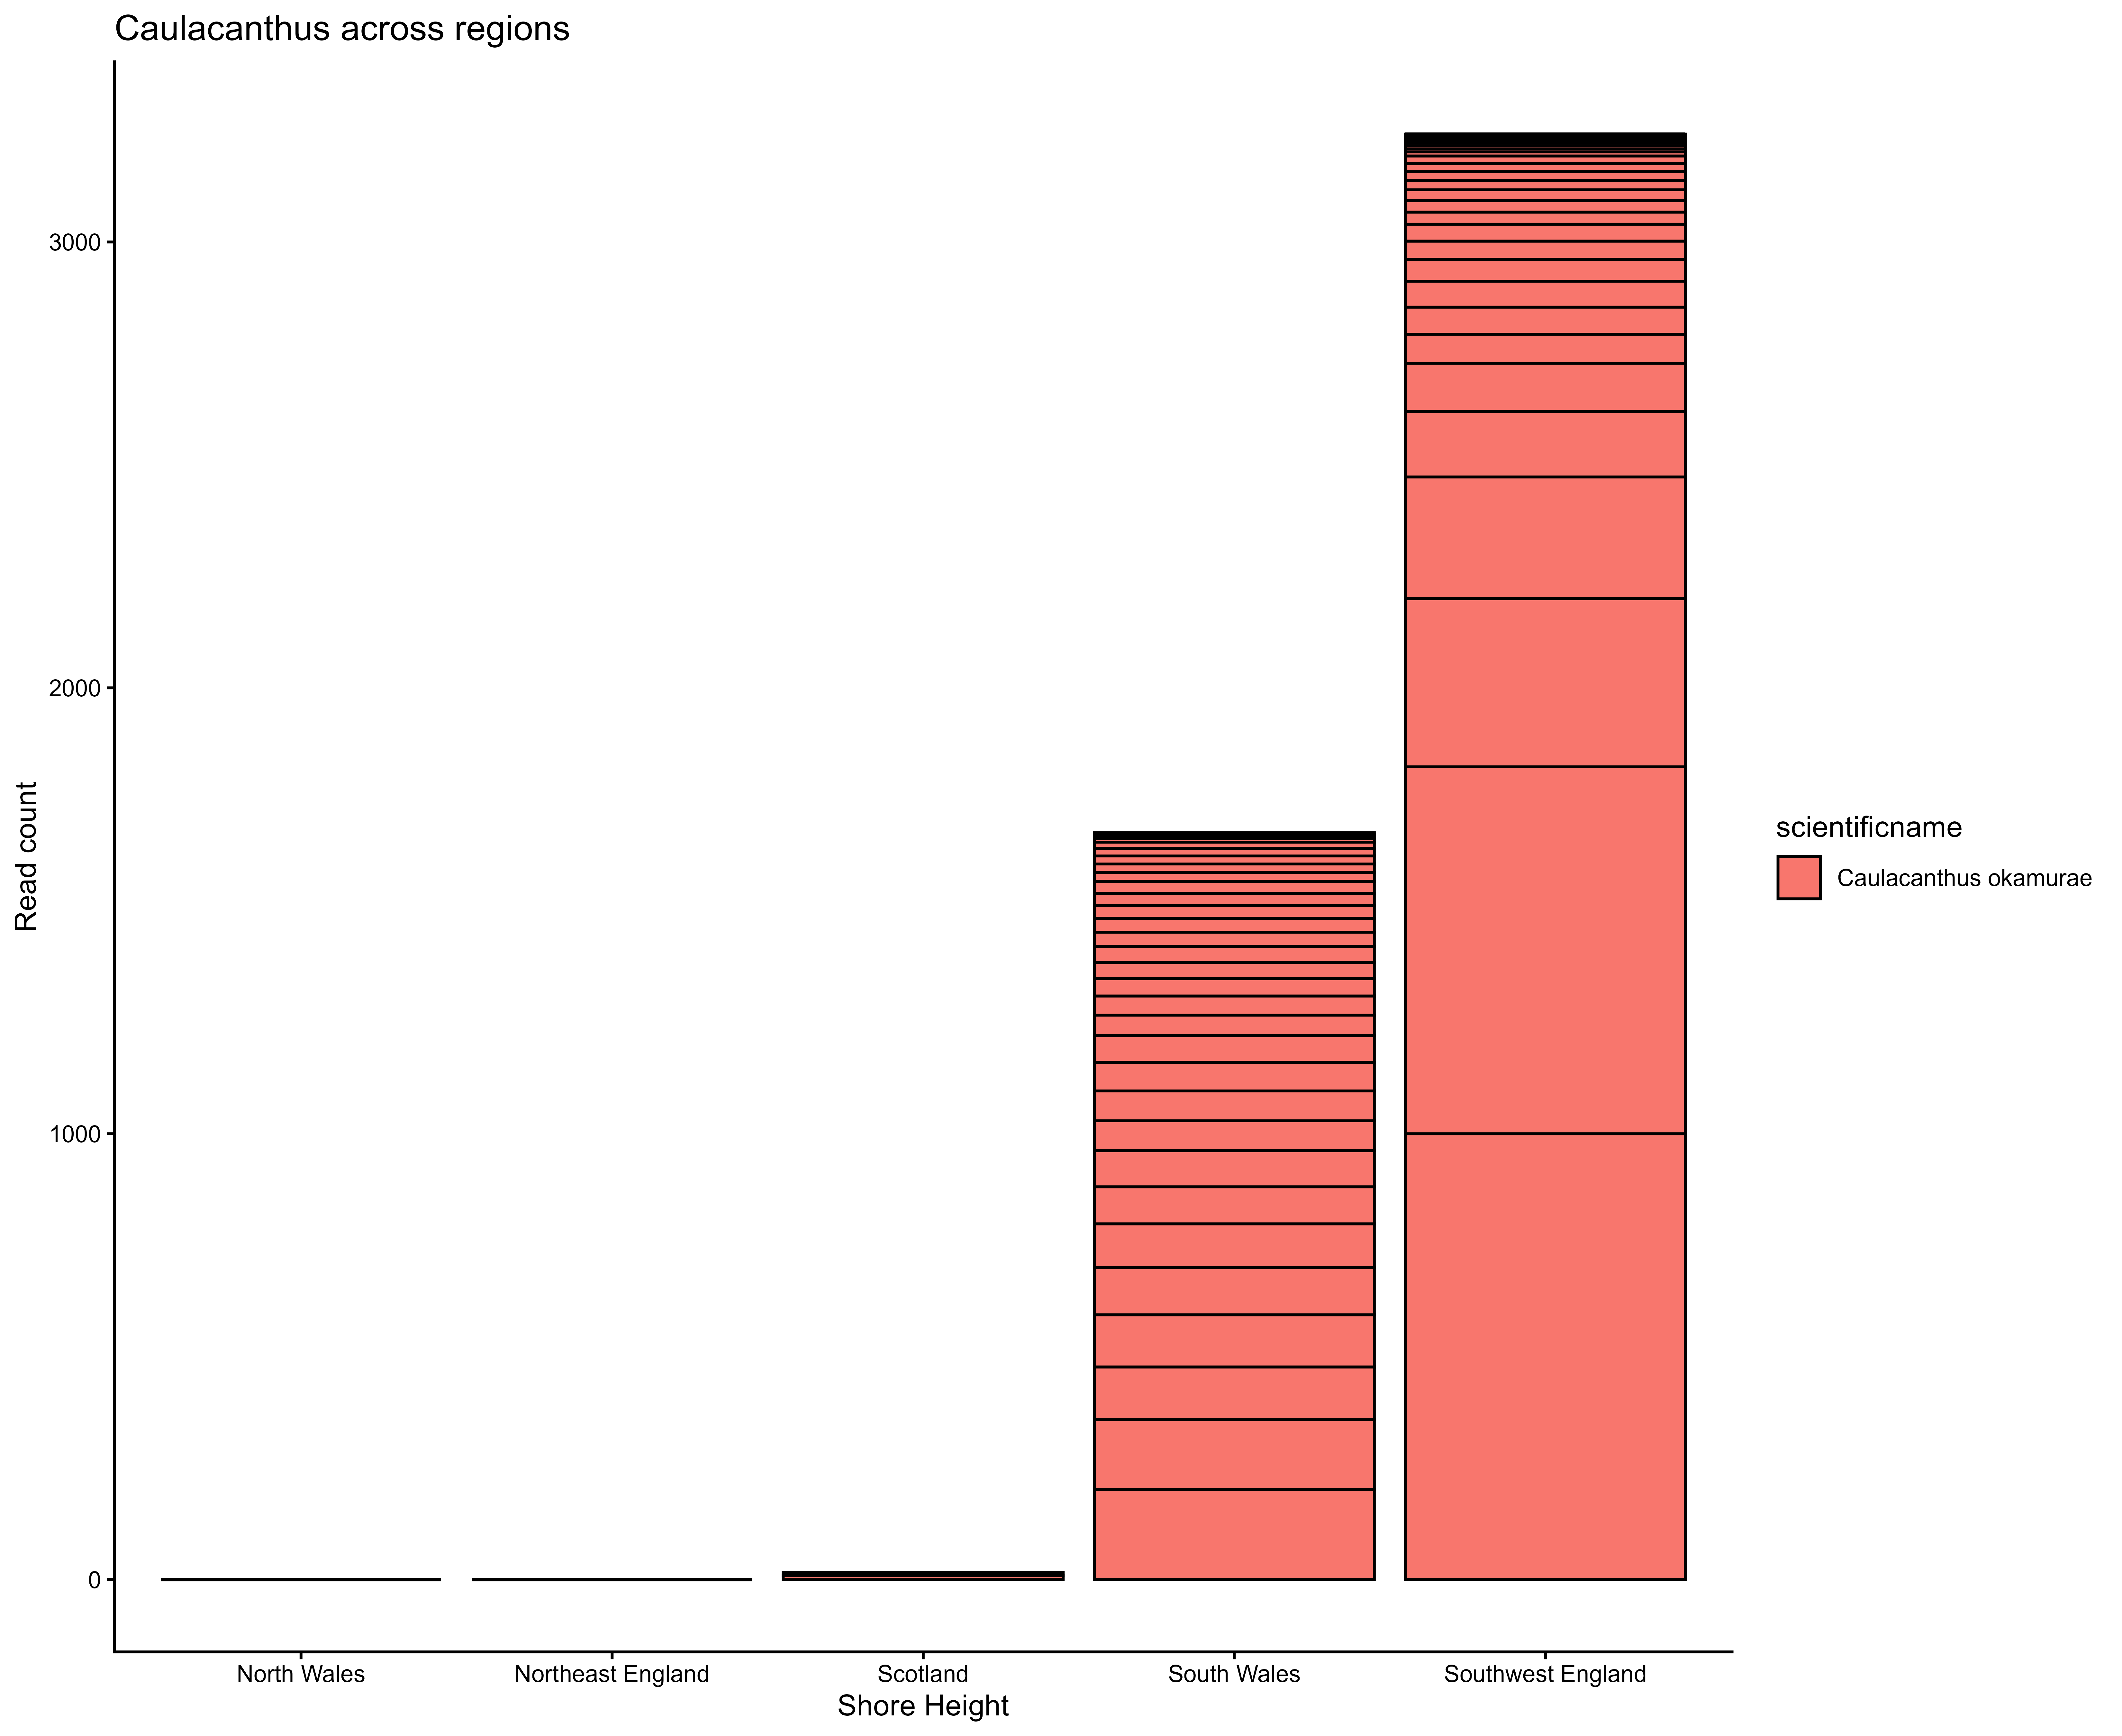 Caulacanthus across regions
Read count
3000
2000
1000
0
North Wales
Northeast England
Scotland
South Wales
Southwest England
Shore Height
scientificname
Caulacanthus okamurae